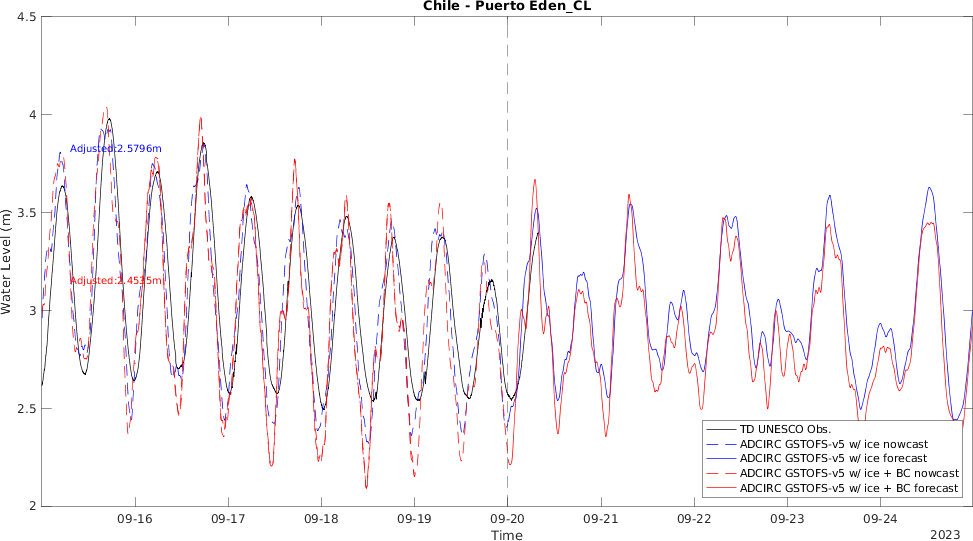 Chile - Puerto Eden_CL
4.5
4
3.5
3
2.5
2
Water Level (m)
Adjusted:2.5796m
Adjusted:2.4535m
TD UNESCO Obs.
ADCIRC GSTOFS-v5 w/ ice nowcast
ADCIRC GSTOFS-v5 w/ ice forecast
ADCIRC GSTOFS-v5 w/ ice + BC nowcast
ADCIRC GSTOFS-v5 w/ ice + BC forecast
09-16 09-17 09-18 09-19 09-20 09-21 09-22 09-23 09-24
Time
2023